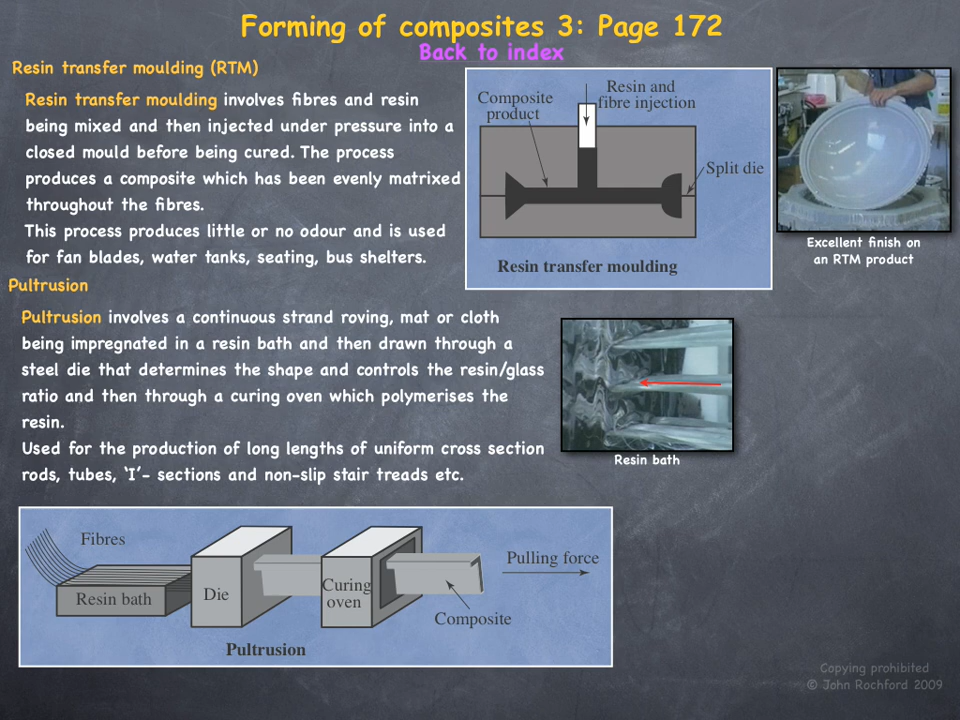 Forming of composites 3: Page 172
Back to index
Resin transfer moulding (RTM)
Resin transfer moulding involves fibres and resin
being mixed and then injected under pressure into a
closed mould before being cured. The process
produces a composite which has been evenly matrixed
throughout the fibres.
This process produces little or no odour and is used
for fan blades, water tanks, seating, bus shelters.
Composite
product
Resin and
fibre injection
Split die
Resin transfer moulding
Excellent finish on
an RTM product
Pultrusion
Pultrusion involves a continuous strand roving, mat or cloth
being impregnated in a resin bath and then drawn through a
steel die that determines the shape and controls the resin/glass
ratio and then through a curing oven which polymerises the
resin.
Used for the production of long lengths of uniform cross section
rods, tubes, ‘I’- sections and non-slip stair treads etc.
Resin bath
Fibres
Resin bath
Die
Curing
oven
Pulling force
Composite
Pultrusion
Copying prohibited
© John Rochford 2009